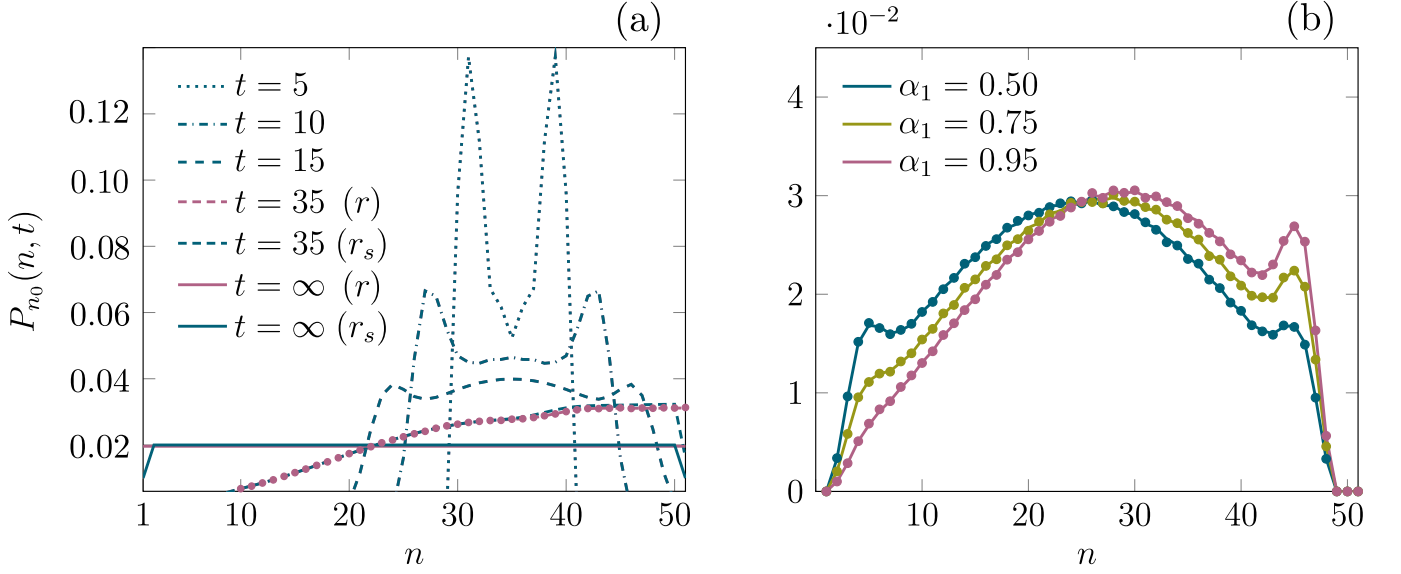 (a)
P_{n_0}(n, t)
0.12
0.10
0.08
0.06
0.04
0.02
t = 5
t = 10
t = 15
t = 35 (r)
t = 35 (r_s)
t = ∞ (r)
t = ∞ (r_s)
1 10 20 30 40 50
n
·10^{-2}
(b)
4
3
2
1
0
α_1 = 0.50
α_1 = 0.75
α_1 = 0.95
10 20 30 40 50
n